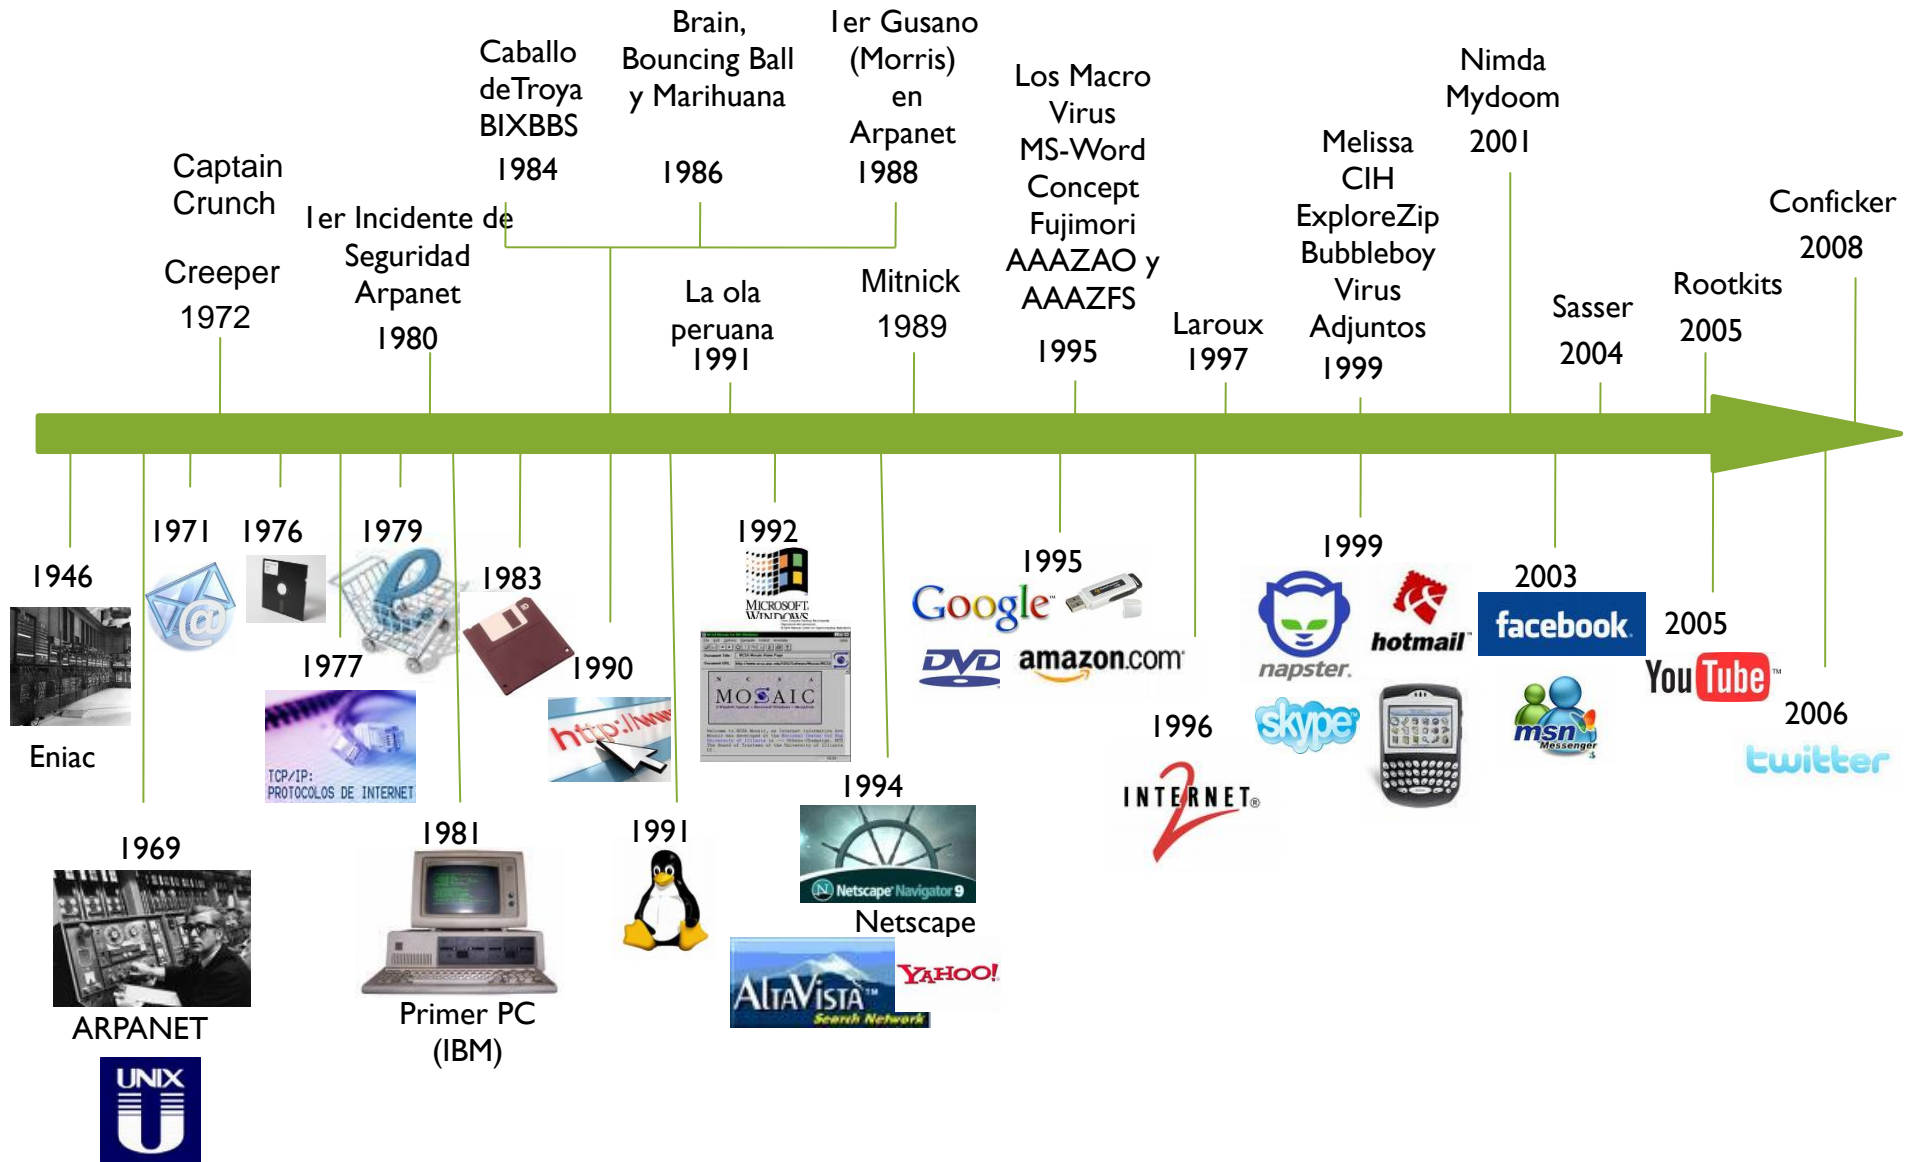 Captain
Crunch
Creeper
1972
1er Incidente de
Seguridad
Arpanet
1980
Caballo
deTroya
BIXBBS
1984
Brain,
Bouncing Ball
y Marihuana
1986
1er Gusano
(Morris)
en
Arpanet
1988
La ola
peruana
1991
Mitnick
1989
Los Macro
Virus
MS-Word
Concept
Fujimori
AAAZAO y
AAAZFS
1995
Laroux
1997
Melissa
CIH
ExploreZip
Bubbleboy
Virus
Adjuntos
1999
Nimda
Mydoom
2001
Sasser
2004
Rootkits
2005
Conficker
2008
1946
Eniac
1969
ARPANET
UNIX
1971
@
1976
1977
TCP/IP:
PROTOCOLOS DE INTERNET
1979
e
1981
Primer PC
(IBM)
1983
1990
http://www
1991
1992
MICROSOFT
WINDOWS
N C S A
MOSAIC
1994
Netscape Navigator 9
Netscape
ALTAVISTA™
Search Network
YAHOO!
1995
Google™
DVD
amazon.com
1996
INTERNET®
2
1999
napster.
hotmail™
skype™
2003
facebook
msn
Messenger
2005
YouTube™
2006
twitter